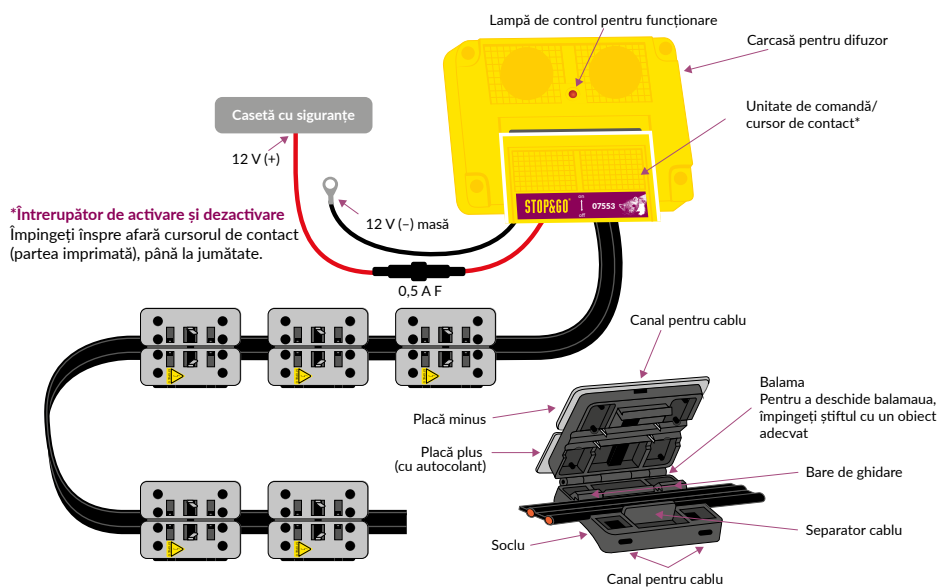 Lampă de control pentru funcționare
Carcasă pentru difuzor
Casetă cu siguranțe
Unitate de comandă/
cursor de contact*
12 V (+)
STOP&GO®
on
off
07553
*Întrerupător de activare și dezactivare
Împingeți înspre afară cursorul de contact
(partea imprimată), până la jumătate.
12 V (–) masă
0,5 A F
Canal pentru cablu
Balama
Pentru a deschide balamaua,
împingeți știftul cu un obiect
adecvat
Placă minus
Placă plus
(cu autocolant)
Bare de ghidare
Separator cablu
Soclu
Canal pentru cablu